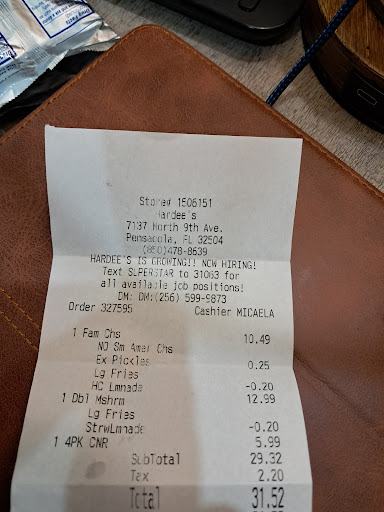 Store# 1506151
Hardee's
7137 North 9th Ave.
Pensacola, FL 32504
(850)478-8639
HARDEE'S IS GROWING!! NOW HIRING!
Text SUPERSTAR to 31063 for
all available job positions!
DM: DM:(256) 599-9873
Order 327595 Cashier MICAELA
1 Fam Chs 10.49
NO Sm Amer Chs
Ex Pickles 0.25
Lg Fries
HC Lmnade -0.20
1 Dbl Mshrm 12.99
Lg Fries
StrwLmnade -0.20
1 4PK CNR 5.99
SubTotal 29.32
Tax 2.20
Total 31.52